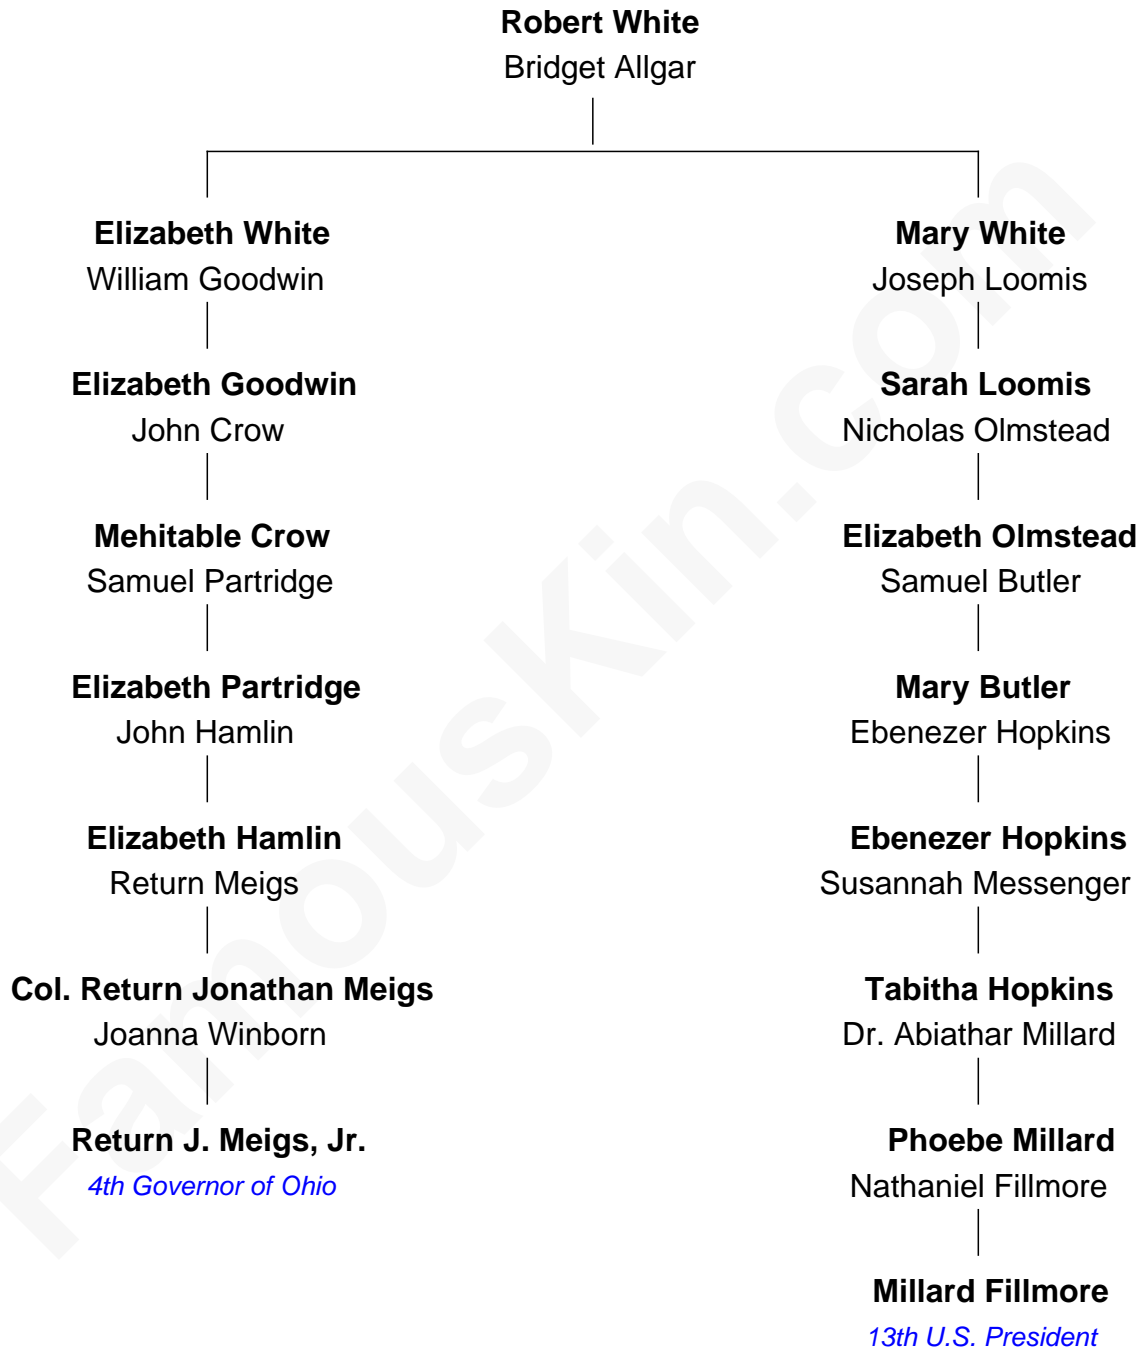 Robert White
Bridget Allgar
Elizabeth White
William Goodwin
Elizabeth Goodwin
John Crow
Mehitable Crow
Samuel Partridge
Elizabeth Partridge
John Hamlin
Elizabeth Hamlin
Return Meigs
Col. Return Jonathan Meigs
Joanna Winborn
Return J. Meigs, Jr.
4th Governor of Ohio
Mary White
Joseph Loomis
Sarah Loomis
Nicholas Olmstead
Elizabeth Olmstead
Samuel Butler
Mary Butler
Ebenezer Hopkins
Ebenezer Hopkins
Susannah Messenger
Tabitha Hopkins
Dr. Abiathar Millard
Phoebe Millard
Nathaniel Fillmore
Millard Fillmore
13th U.S. President
FamousKin.com